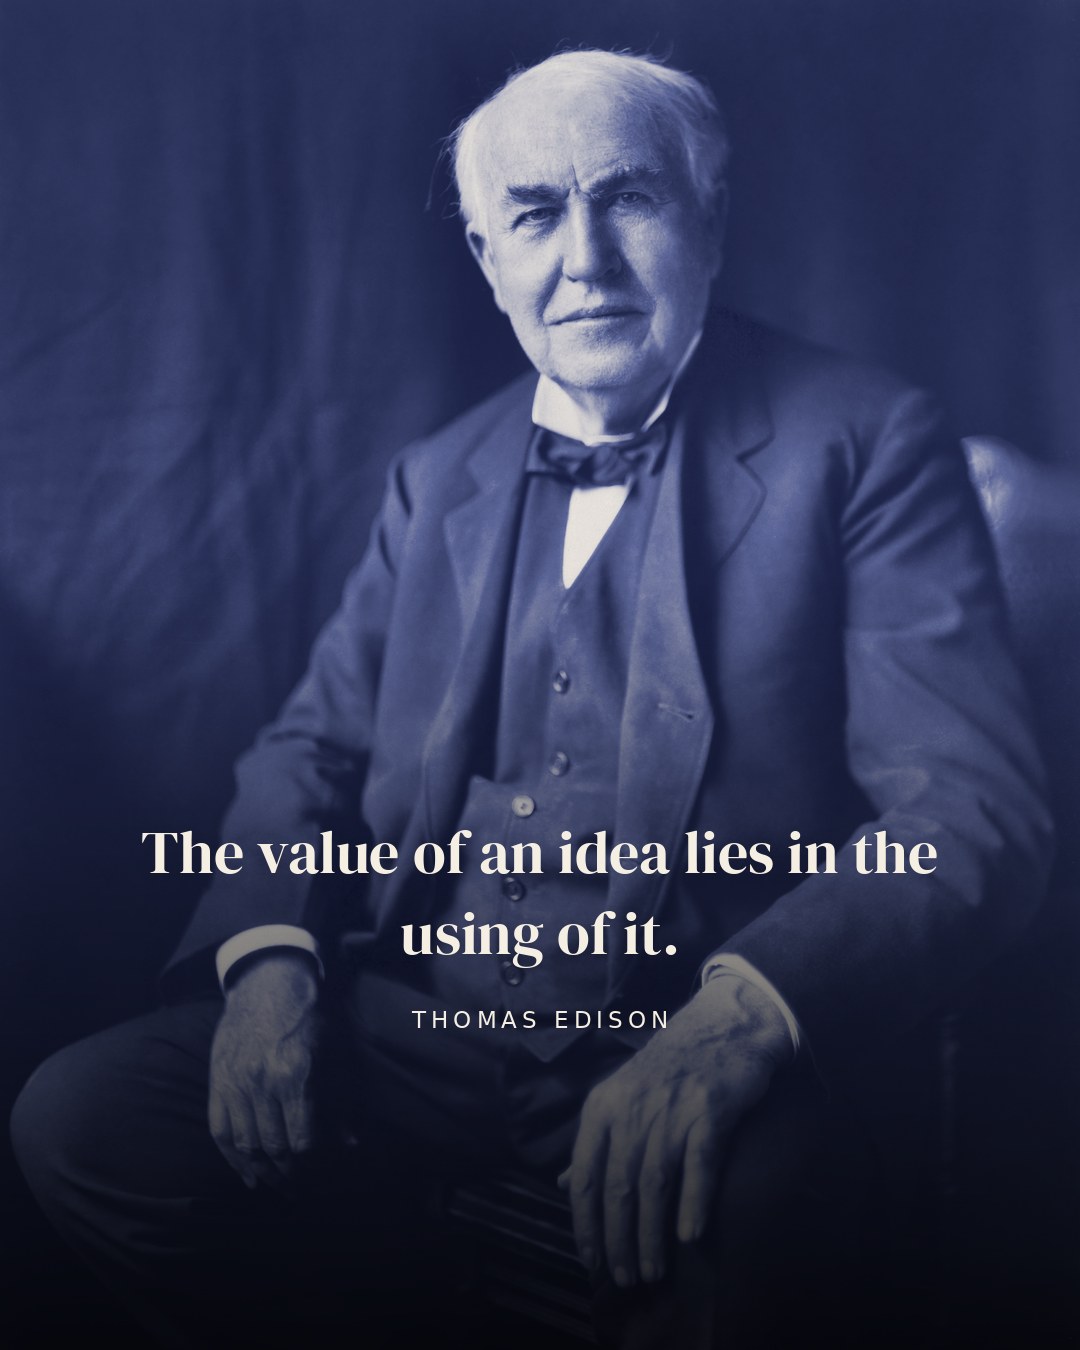 The value of an idea lies in the
using of it.
THOMAS EDISON